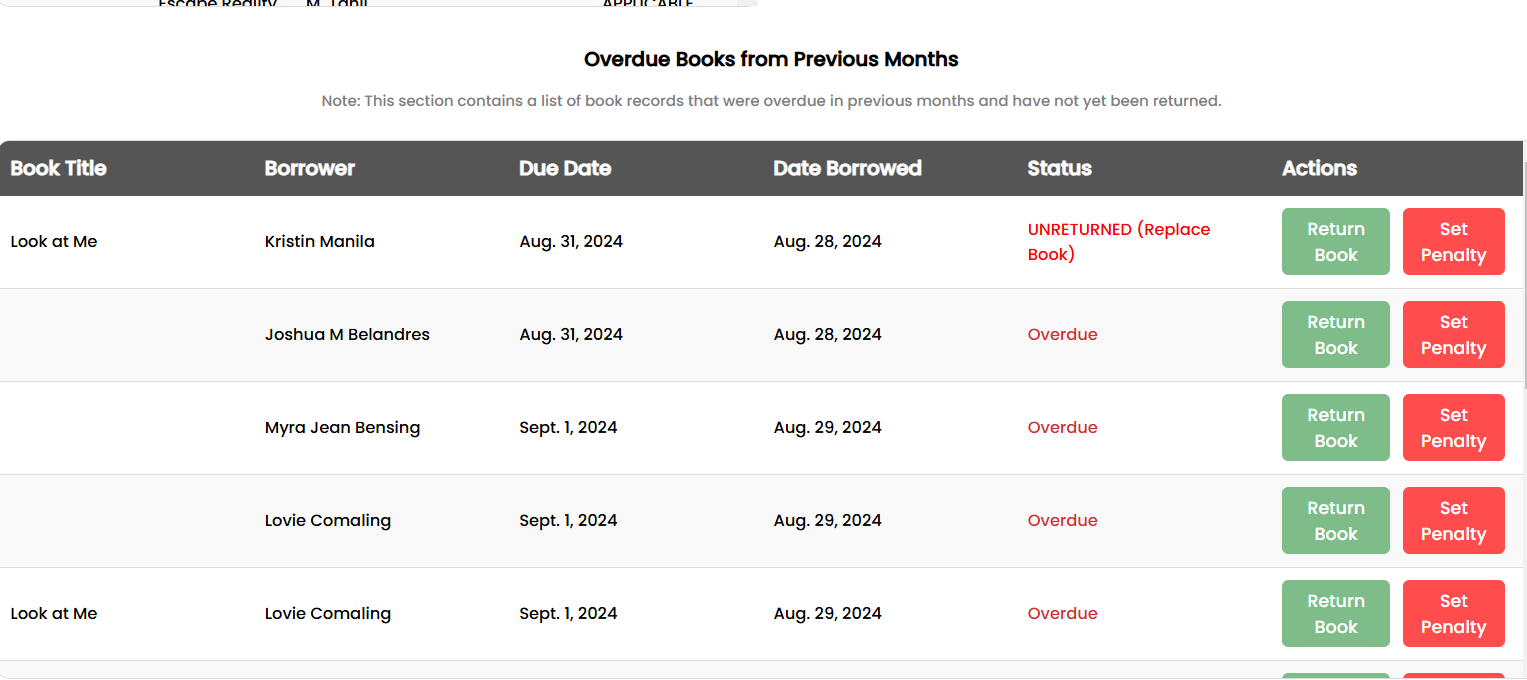 Escape Reality M. Tahil APPLICABLE
Overdue Books from Previous Months
Note: This section contains a list of book records that were overdue in previous months and have not yet been returned.
Book Title Borrower Due Date Date Borrowed Status Actions
Look at Me Kristin Manila Aug. 31, 2024 Aug. 28, 2024 UNRETURNED (Replace
Book)
Return
Book
Set
Penalty
Joshua M Belandres Aug. 31, 2024 Aug. 28, 2024 Overdue
Return
Book
Set
Penalty
Myra Jean Bensing Sept. 1, 2024 Aug. 29, 2024 Overdue
Return
Book
Set
Penalty
Lovie Comaling Sept. 1, 2024 Aug. 29, 2024 Overdue
Return
Book
Set
Penalty
Look at Me Lovie Comaling Sept. 1, 2024 Aug. 29, 2024 Overdue
Return
Book
Set
Penalty